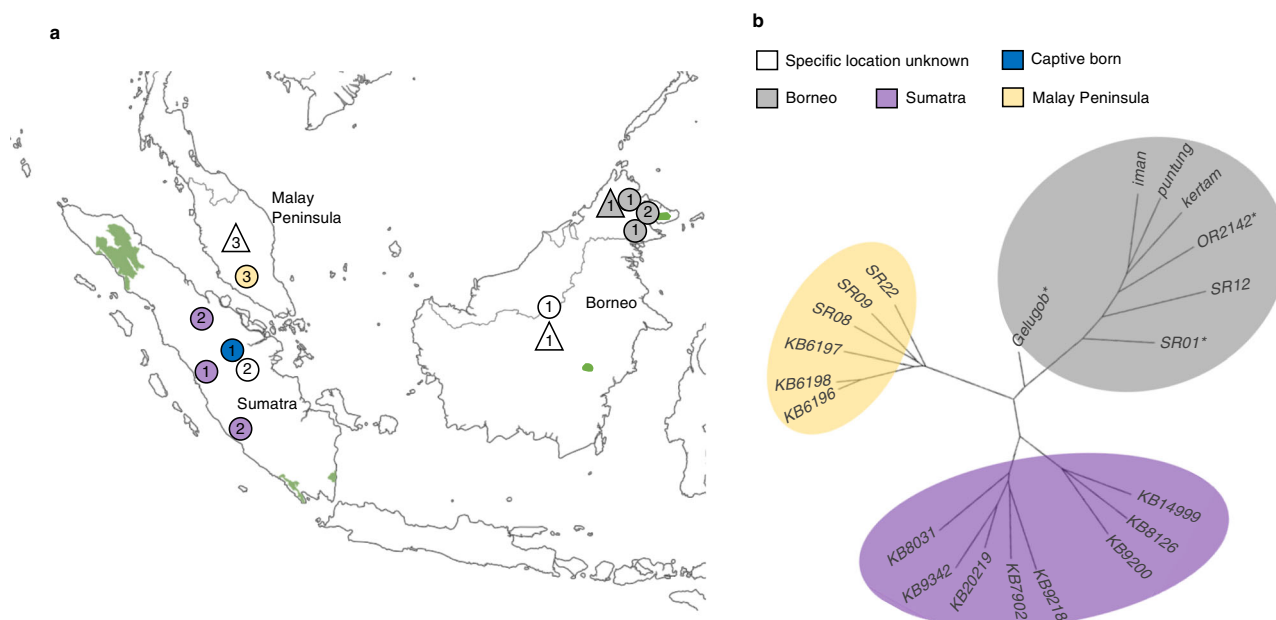 a
Malay
Peninsula
3
3
2
1
1
2
Sumatra
2
1
1
2
1
1
1
Borneo
b
Specific location unknown
Captive born
Borneo
Sumatra
Malay Peninsula
iman
puntung
kertam
OR2142*
SR12
SR01*
Gelugob*
SR22
SR09
SR08
KB6197
KB6198
KB6196
KB14999
KB8126
KB9200
KB9218
KB7902
KB20219
KB9342
KB8031